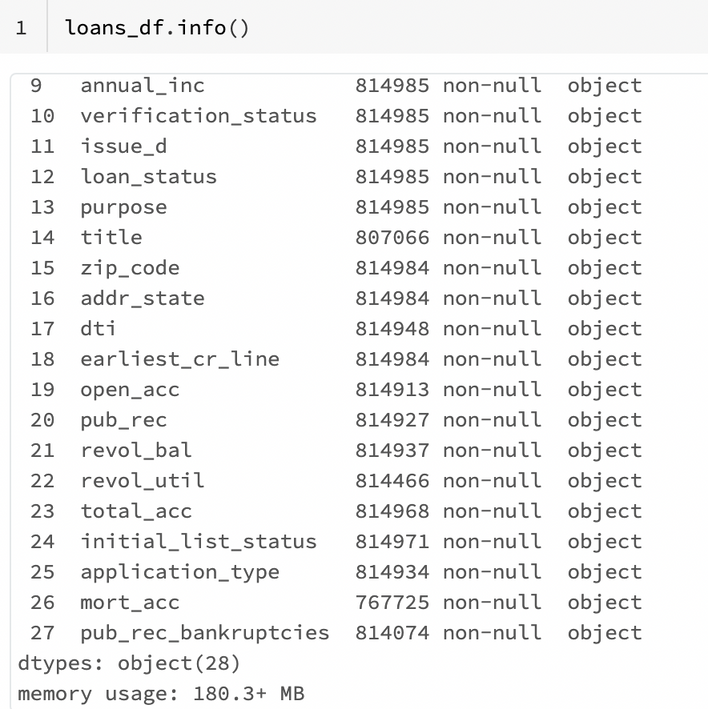 1 loans_df.info()
9 annual_inc 814985 non-null object
10 verification_status 814985 non-null object
11 issue_d 814985 non-null object
12 loan_status 814985 non-null object
13 purpose 814985 non-null object
14 title 807066 non-null object
15 zip_code 814984 non-null object
16 addr_state 814984 non-null object
17 dti 814948 non-null object
18 earliest_cr_line 814984 non-null object
19 open_acc 814913 non-null object
20 pub_rec 814927 non-null object
21 revol_bal 814937 non-null object
22 revol_util 814466 non-null object
23 total_acc 814968 non-null object
24 initial_list_status 814971 non-null object
25 application_type 814934 non-null object
26 mort_acc 767725 non-null object
27 pub_rec_bankruptcies 814074 non-null object
dtypes: object(28)
memory usage: 180.3+ MB